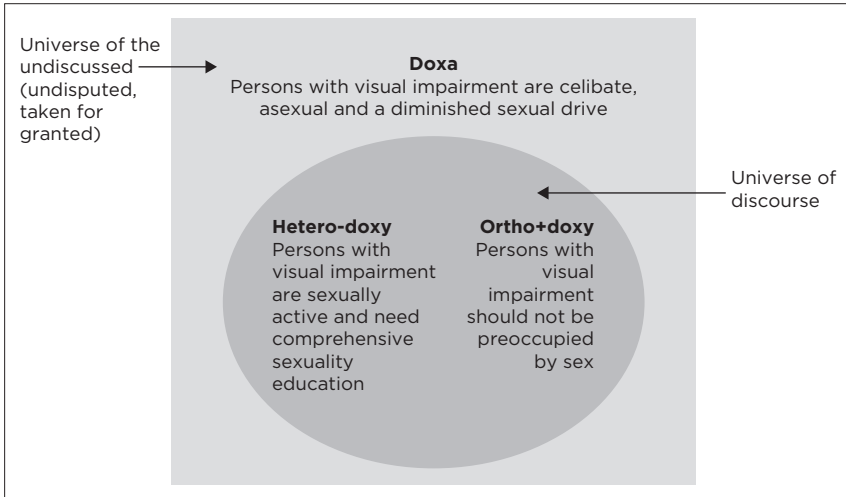 Universe of the
undiscussed
(undisputed,
taken for
granted)
Doxa
Persons with visual impairment are celibate,
asexual and a diminished sexual drive
Universe of
discourse
Hetero-doxy
Persons with
visual impairment
are sexually
active and need
comprehensive
sexuality
education
Ortho+doxy
Persons with
visual
impairment
should not be
preoccupied
by sex